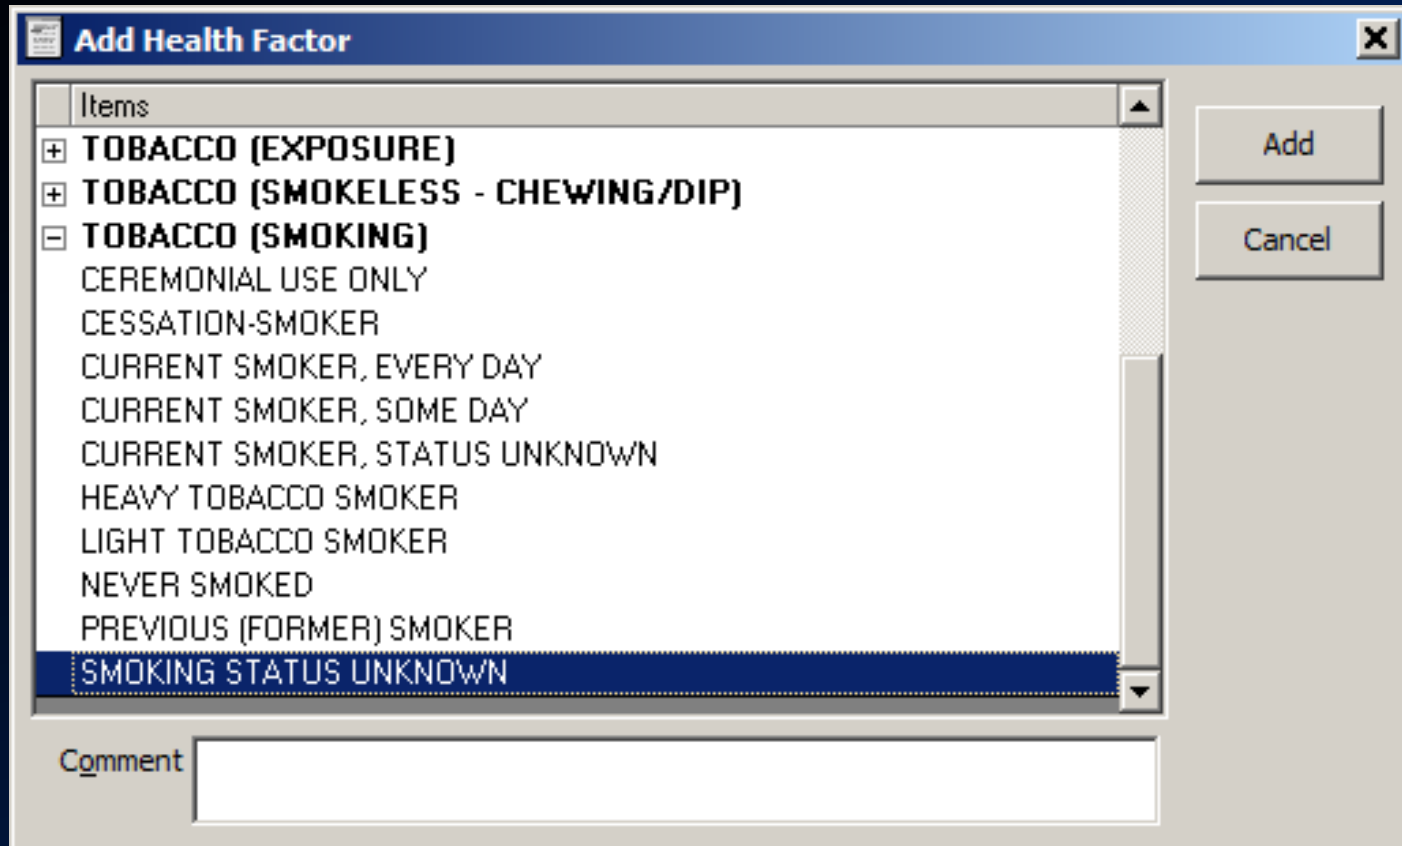 Add Health Factor
Items
TOBACCO (EXPOSURE)
TOBACCO (SMOKELESS - CHEWING/DIP)
TOBACCO (SMOKING)
CEREMONIAL USE ONLY
CESSATION-SMOKER
CURRENT SMOKER, EVERY DAY
CURRENT SMOKER, SOME DAY
CURRENT SMOKER, STATUS UNKNOWN
HEAVY TOBACCO SMOKER
LIGHT TOBACCO SMOKER
NEVER SMOKED
PREVIOUS (FORMER) SMOKER
SMOKING STATUS UNKNOWN
Add
Cancel
Comment